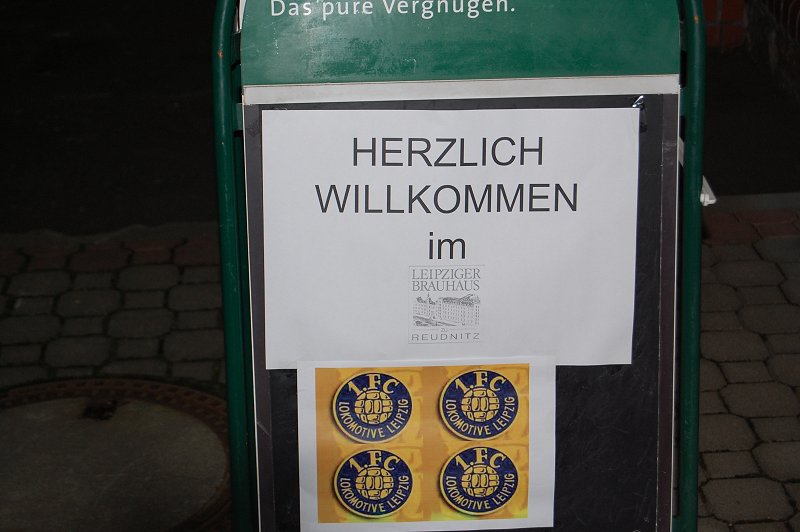 Das pure Vergnügen.
HERZLICH
WILLKOMMEN
im
LEIPZIGER
BRAUHAUS
ZU
REUDNITZ
1.FC
LOKOMOTIVE LEIPZIG
1.FC
LOKOMOTIVE LEIPZIG
1.FC
LOKOMOTIVE LEIPZIG
1.FC
LOKOMOTIVE LEIPZIG